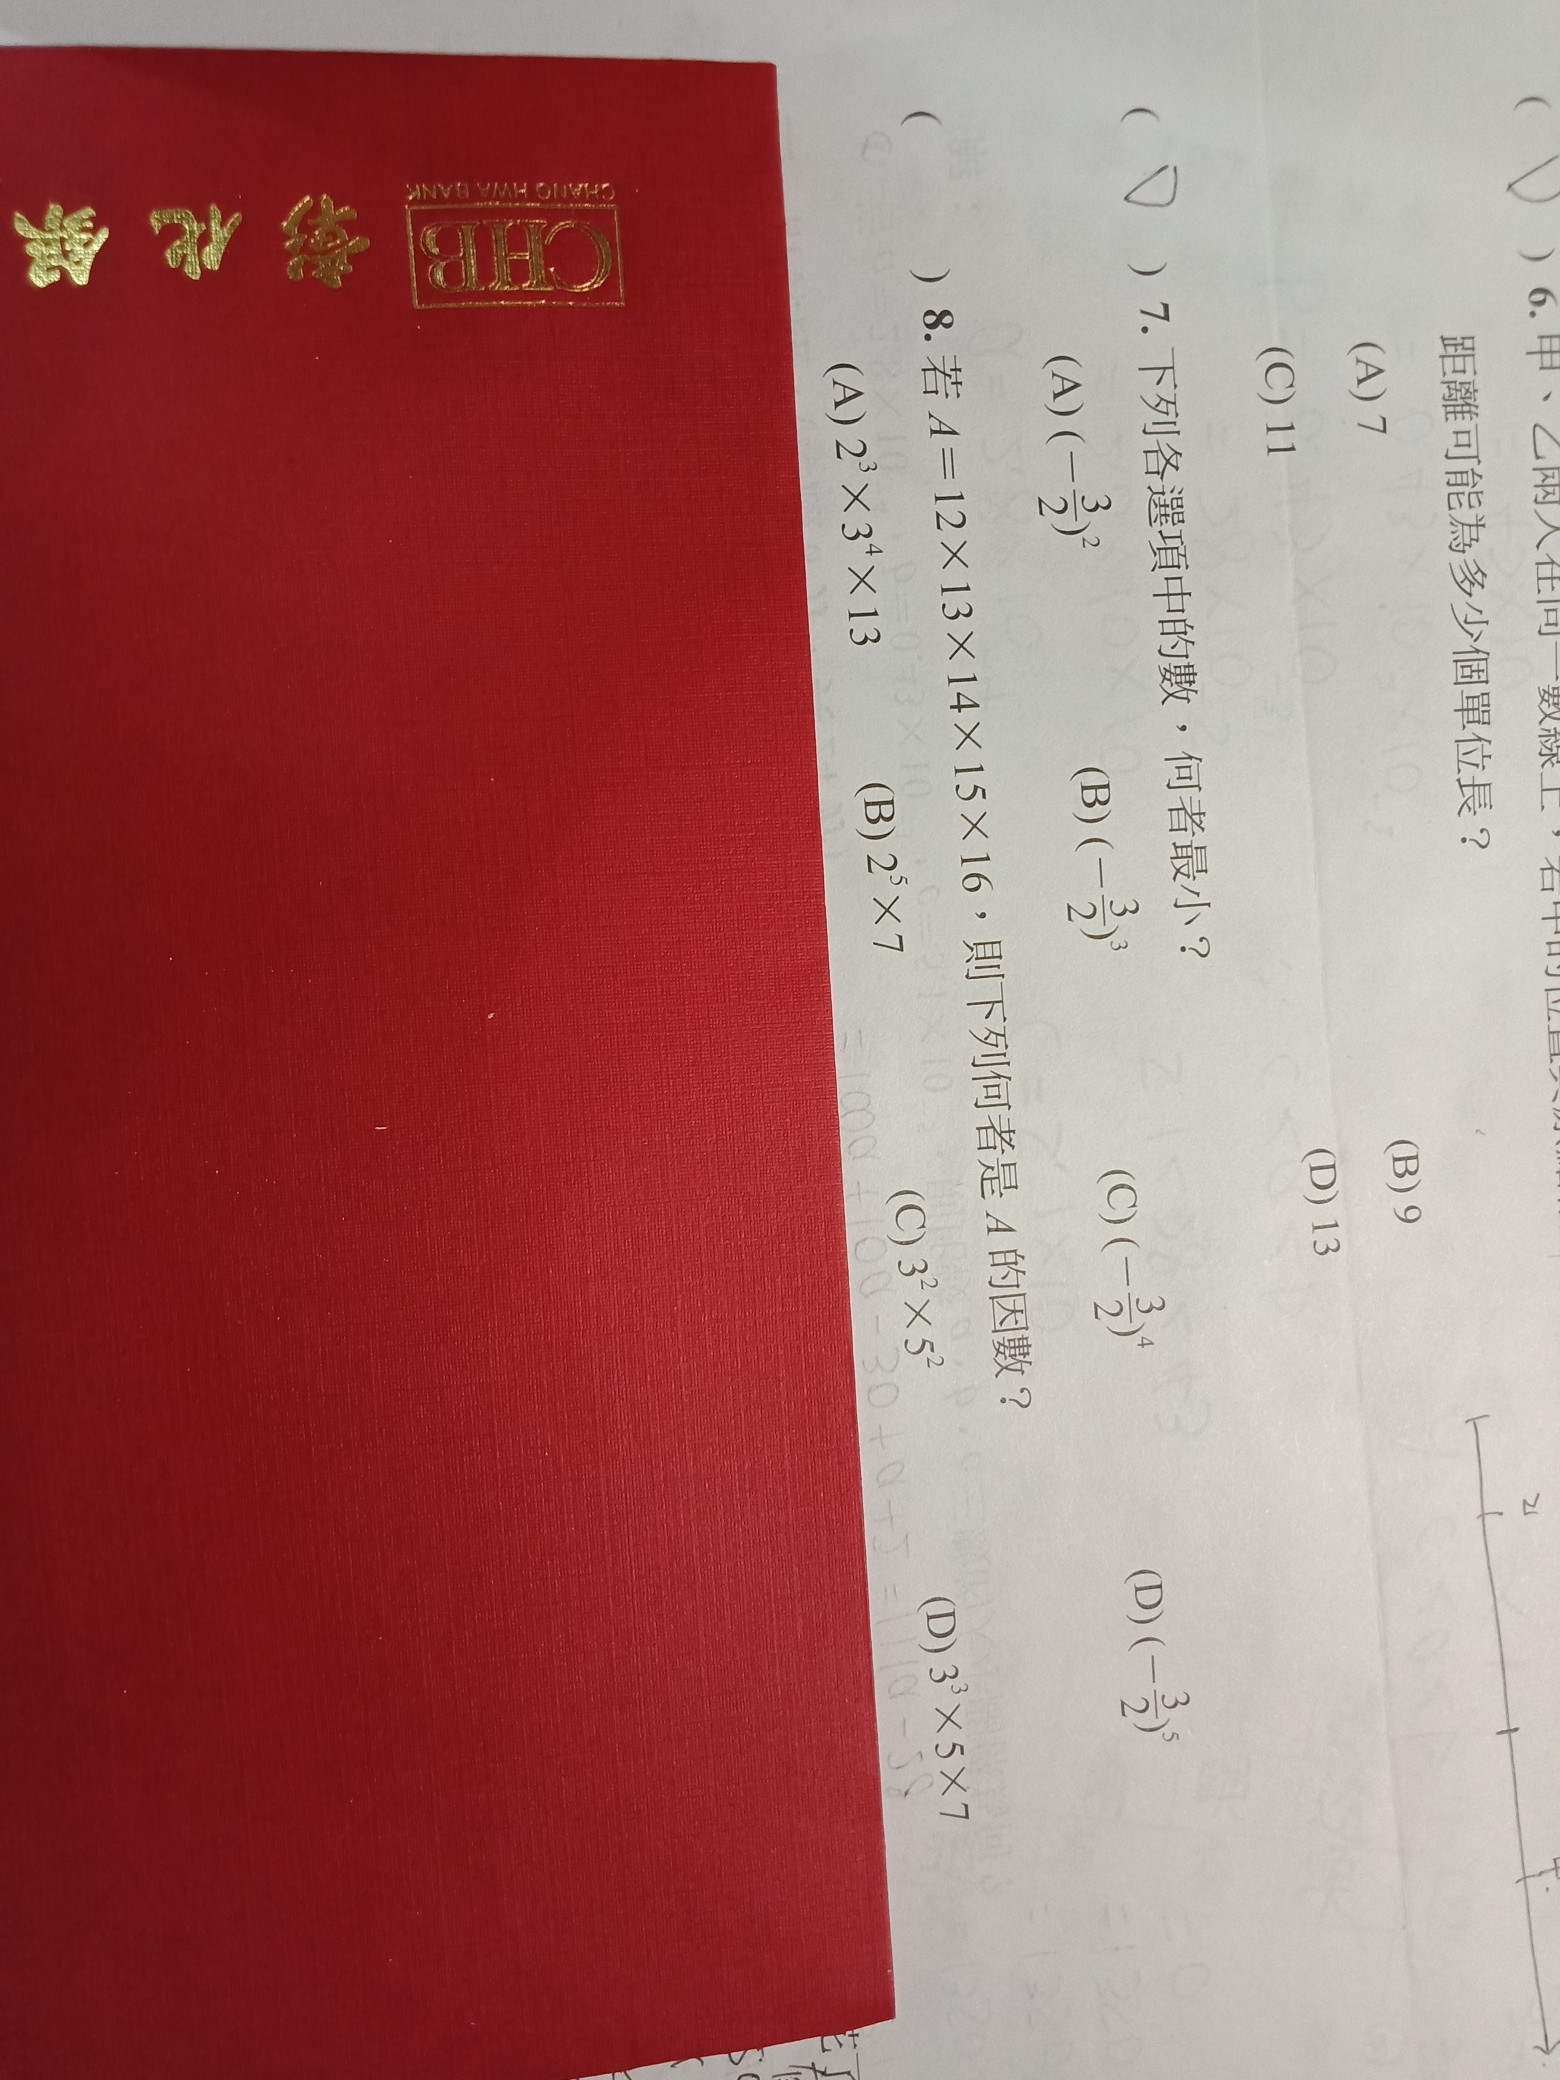 ( D ) 6. 甲、乙兩人在同一數線上，若甲的位置
距離可能為多少個單位長？
(A) 7 (B) 9
(C) 11 (D) 13
( D ) 7. 下列各選項中的數，何者最小？
(A) (－3/2)² (B) (－3/2)³ (C) (－3/2)⁴ (D) (－3/2)⁵
( ) 8. 若 A＝12×13×14×15×16，則下列何者是 A 的因數？
(A) 2³×3⁴×13 (B) 2⁵×7 (C) 3²×5² (D) 3³×5×7
乙
甲
CHB
CHANG HWA BANK
彰化銀